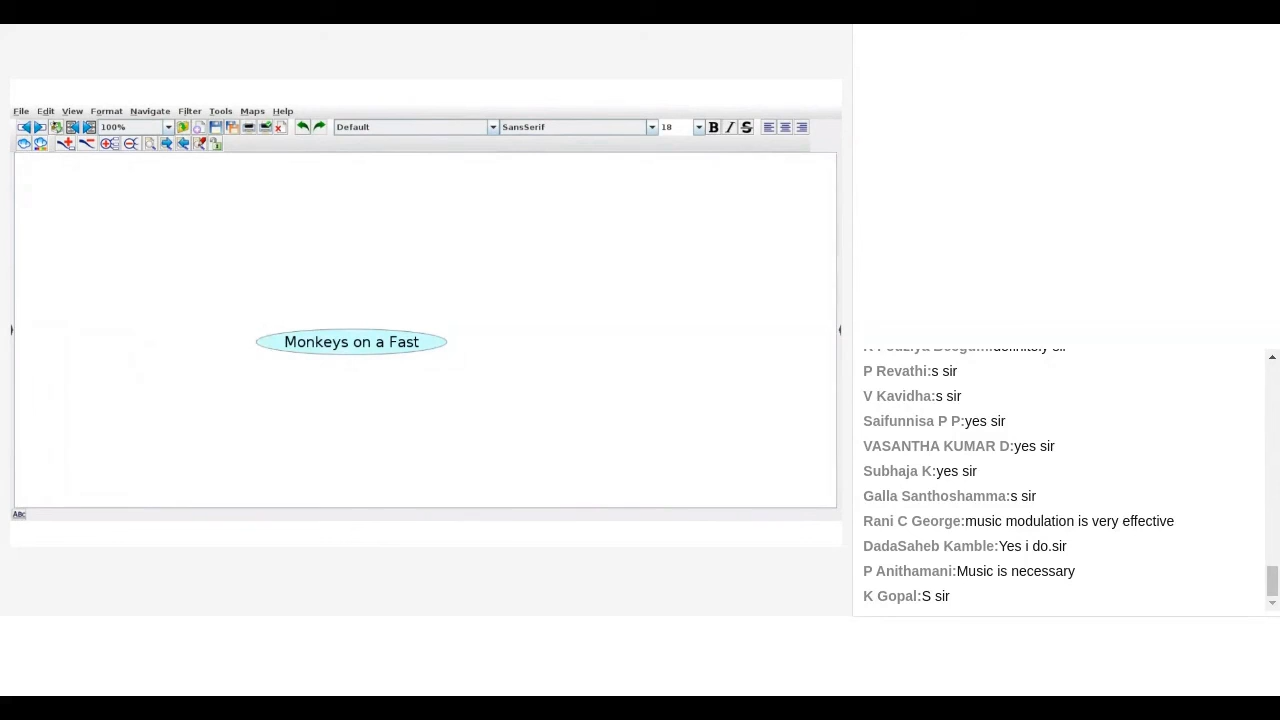 File Edit View Format Navigate Filter Tools Maps Help
100% Default SansSerif 18 B I S
Monkeys on a Fast
ABC
P Revathi:s sir
V Kavidha:s sir
Saifunnisa P P:yes sir
VASANTHA KUMAR D:yes sir
Subhaja K:yes sir
Galla Santhoshamma:s sir
Rani C George:music modulation is very effective
DadaSaheb Kamble:Yes i do.sir
P Anithamani:Music is necessary
K Gopal:S sir